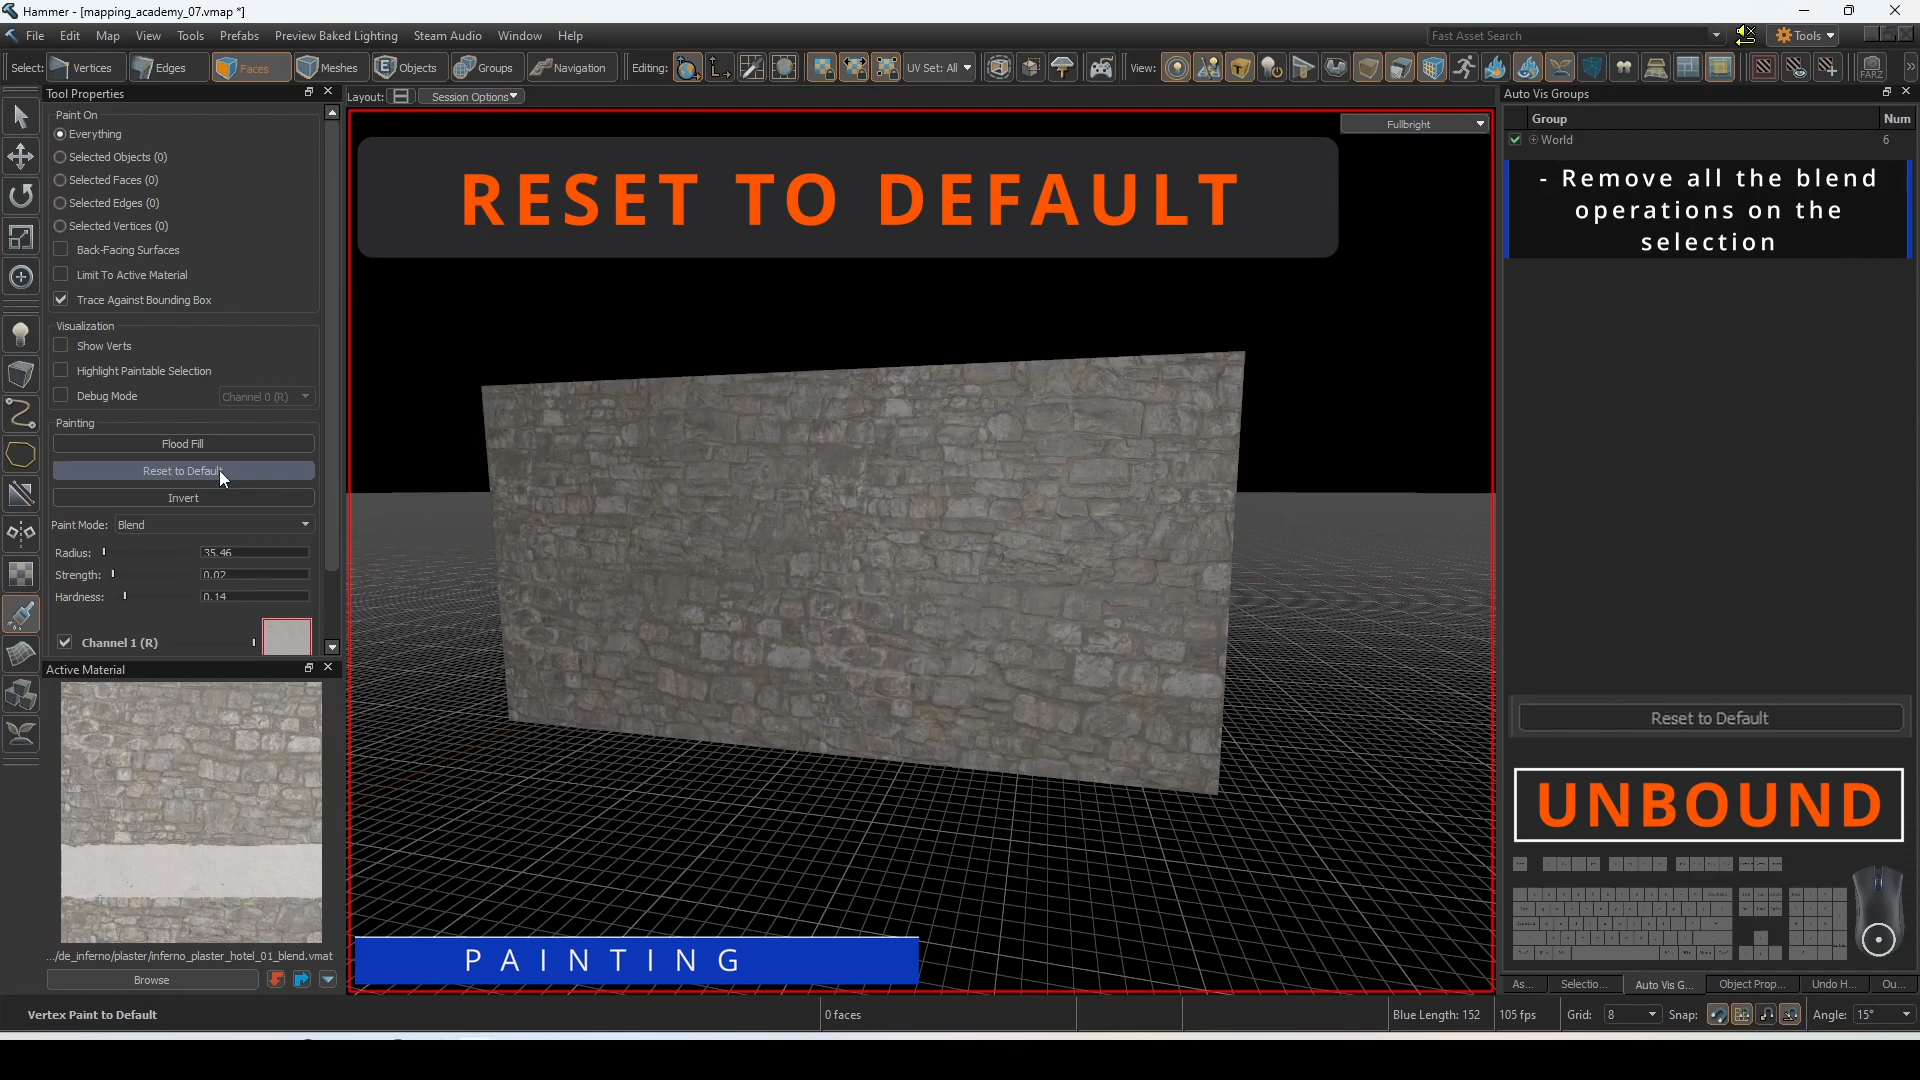 Hammer - [mapping_academy_07.vmap *]
File Edit Map View Tools Prefabs Preview Baked Lighting Steam Audio Window Help
Fast Asset Search
Tools
Select: Vertices Edges Faces Meshes Objects Groups Navigation Editing: UV Set: All View: FARZ
Tool Properties
Layout: Session Options
Auto Vis Groups
Paint On
Everything
Selected Objects (0)
Selected Faces (0)
Selected Edges (0)
Selected Vertices (0)
Back-Facing Surfaces
Limit To Active Material
Trace Against Bounding Box
Visualization
Show Verts
Highlight Paintable Selection
Debug Mode Channel 0 (R)
Painting
Flood Fill
Reset to Default
Invert
Paint Mode: Blend
Radius: 35.46
Strength: 0.02
Hardness: 0.14
Channel 1 (R)
Active Material
.../de_inferno/plaster/inferno_plaster_hotel_01_blend.vmat
Browse
Fullbright
RESET TO DEFAULT
PAINTING
Group Num
World 6
- Remove all the blend
operations on the
selection
Reset to Default
UNBOUND
As... Selectio... Auto Vis G... Object Prop... Undo H... Ou...
Vertex Paint to Default 0 faces Blue Length: 152 105 fps Grid: 8 Snap: Angle: 15°